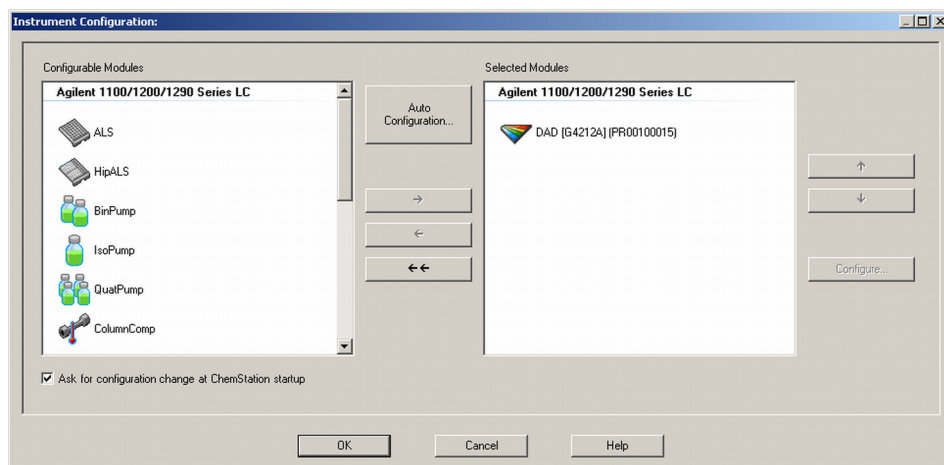 Instrument Configuration:
Configurable Modules
Agilent 1100/1200/1290 Series LC
ALS
HipALS
BinPump
IsoPump
QuatPump
ColumnComp
Auto
Configuration...
→
←
←←
Selected Modules
Agilent 1100/1200/1290 Series LC
DAD [G4212A] (PR00100015)
↑
↓
Configure...
Ask for configuration change at ChemStation startup
OK
Cancel
Help